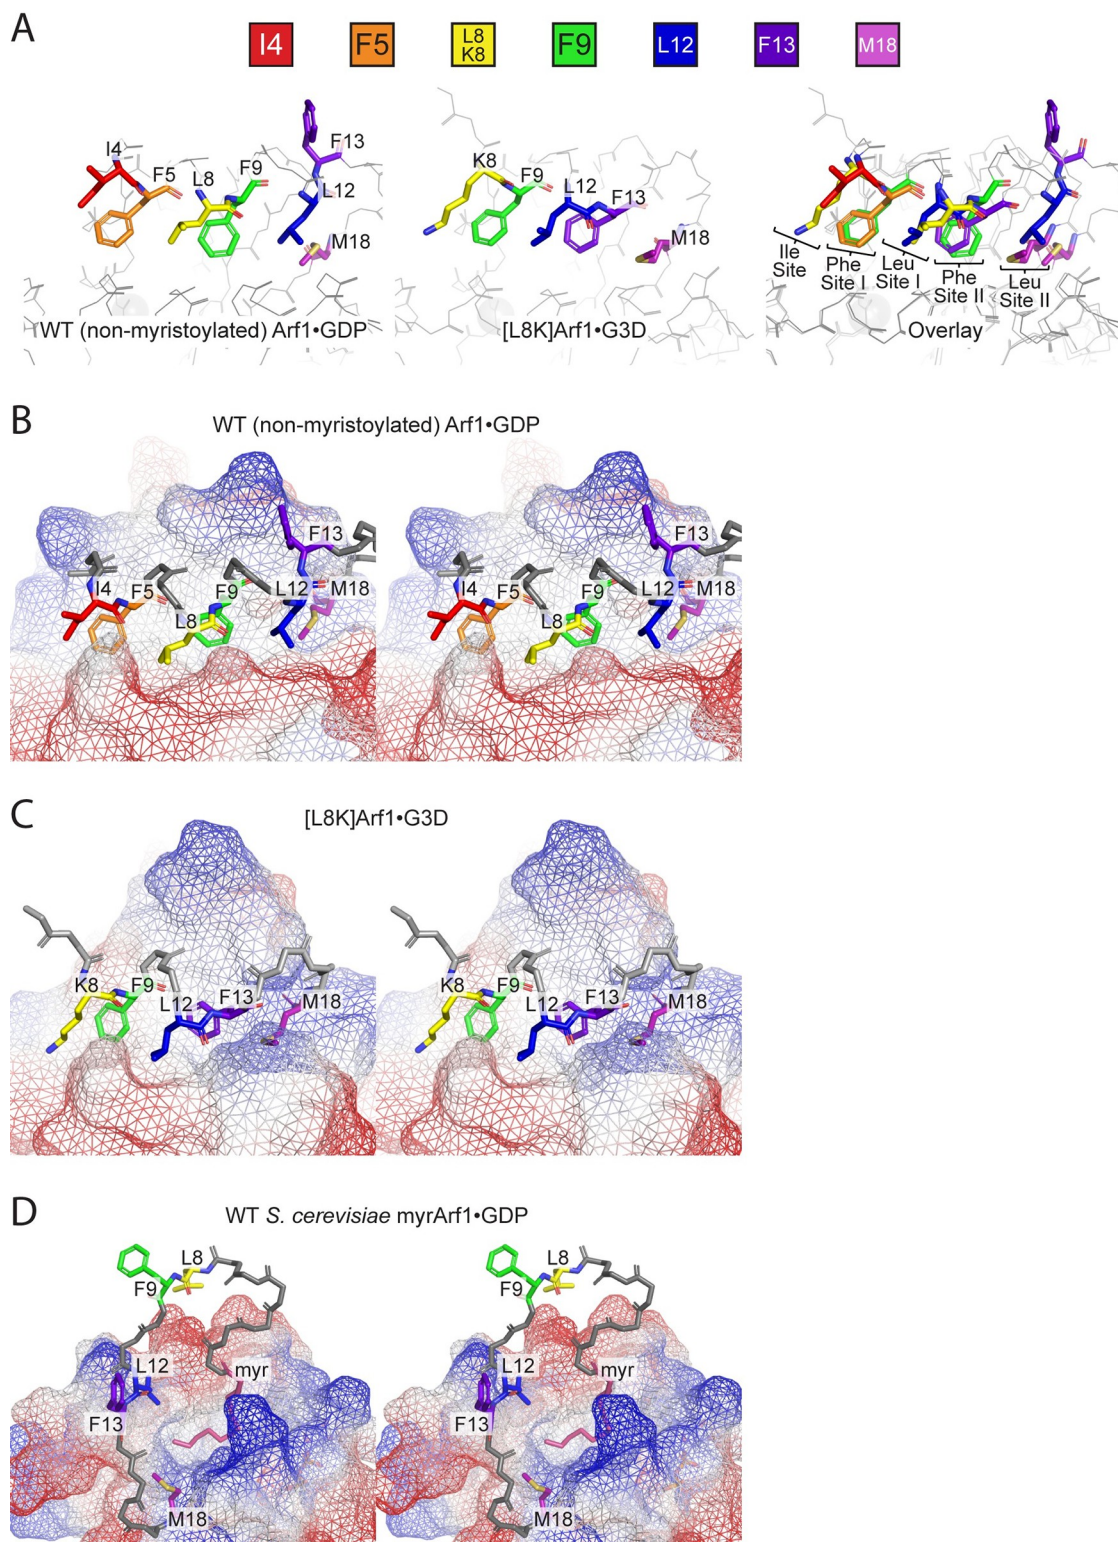 A
I4
F5
L8
K8
F9
L12
F13
M18
I4
F5
L8
F9
F13
L12
M18
WT (non-myristoylated) Arf1•GDP
K8
F9
L12
F13
M18
[L8K]Arf1•G3D
Ile
Site
Phe
Site I
Leu
Site I
Phe
Site II
Leu
Site II
Overlay
B
WT (non-myristoylated) Arf1•GDP
I4
F5
L8
F9
L12
F13
M18
I4
F5
L8
F9
L12
F13
M18
C
[L8K]Arf1•G3D
K8
F9
L12
F13
M18
K8
F9
L12
F13
M18
D
WT S. cerevisiae myrArf1•GDP
L8
F9
L12
myr
F13
M18
L8
F9
L12
myr
F13
M18